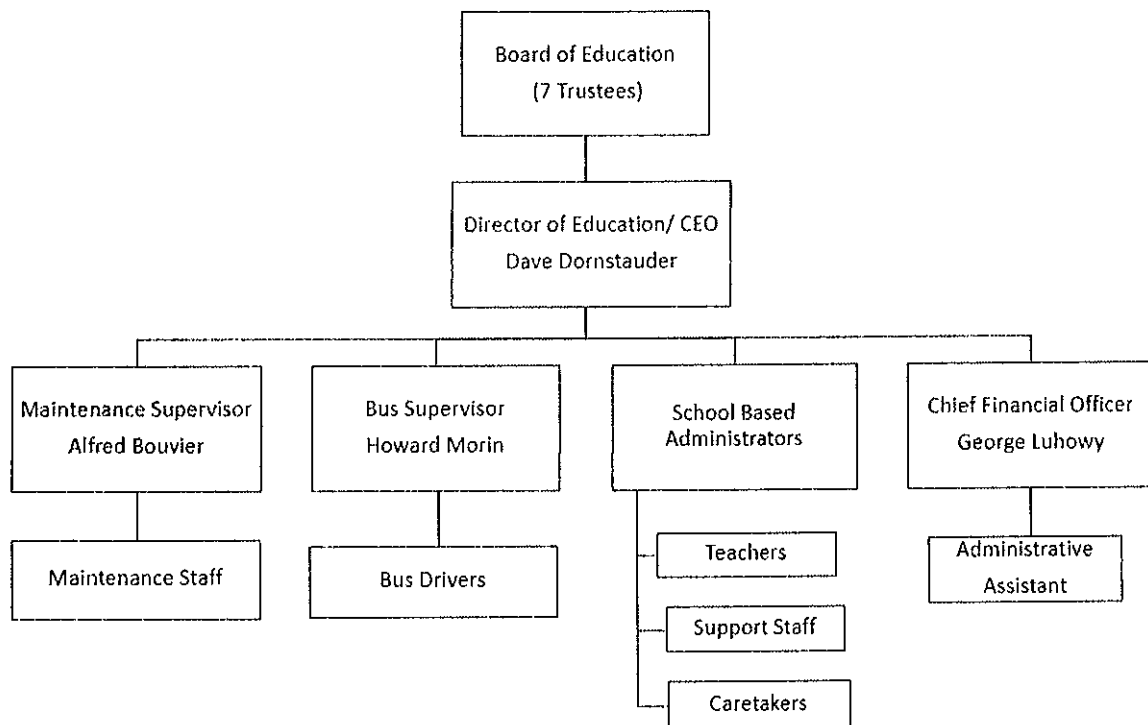 Board of Education
(7 Trustees)
Director of Education/ CEO
Dave Dornstauder
Maintenance Supervisor
Alfred Bouvier
Bus Supervisor
Howard Morin
School Based
Administrators
Chief Financial Officer
George Luhowy
Maintenance Staff
Bus Drivers
Teachers
Support Staff
Caretakers
Administrative
Assistant